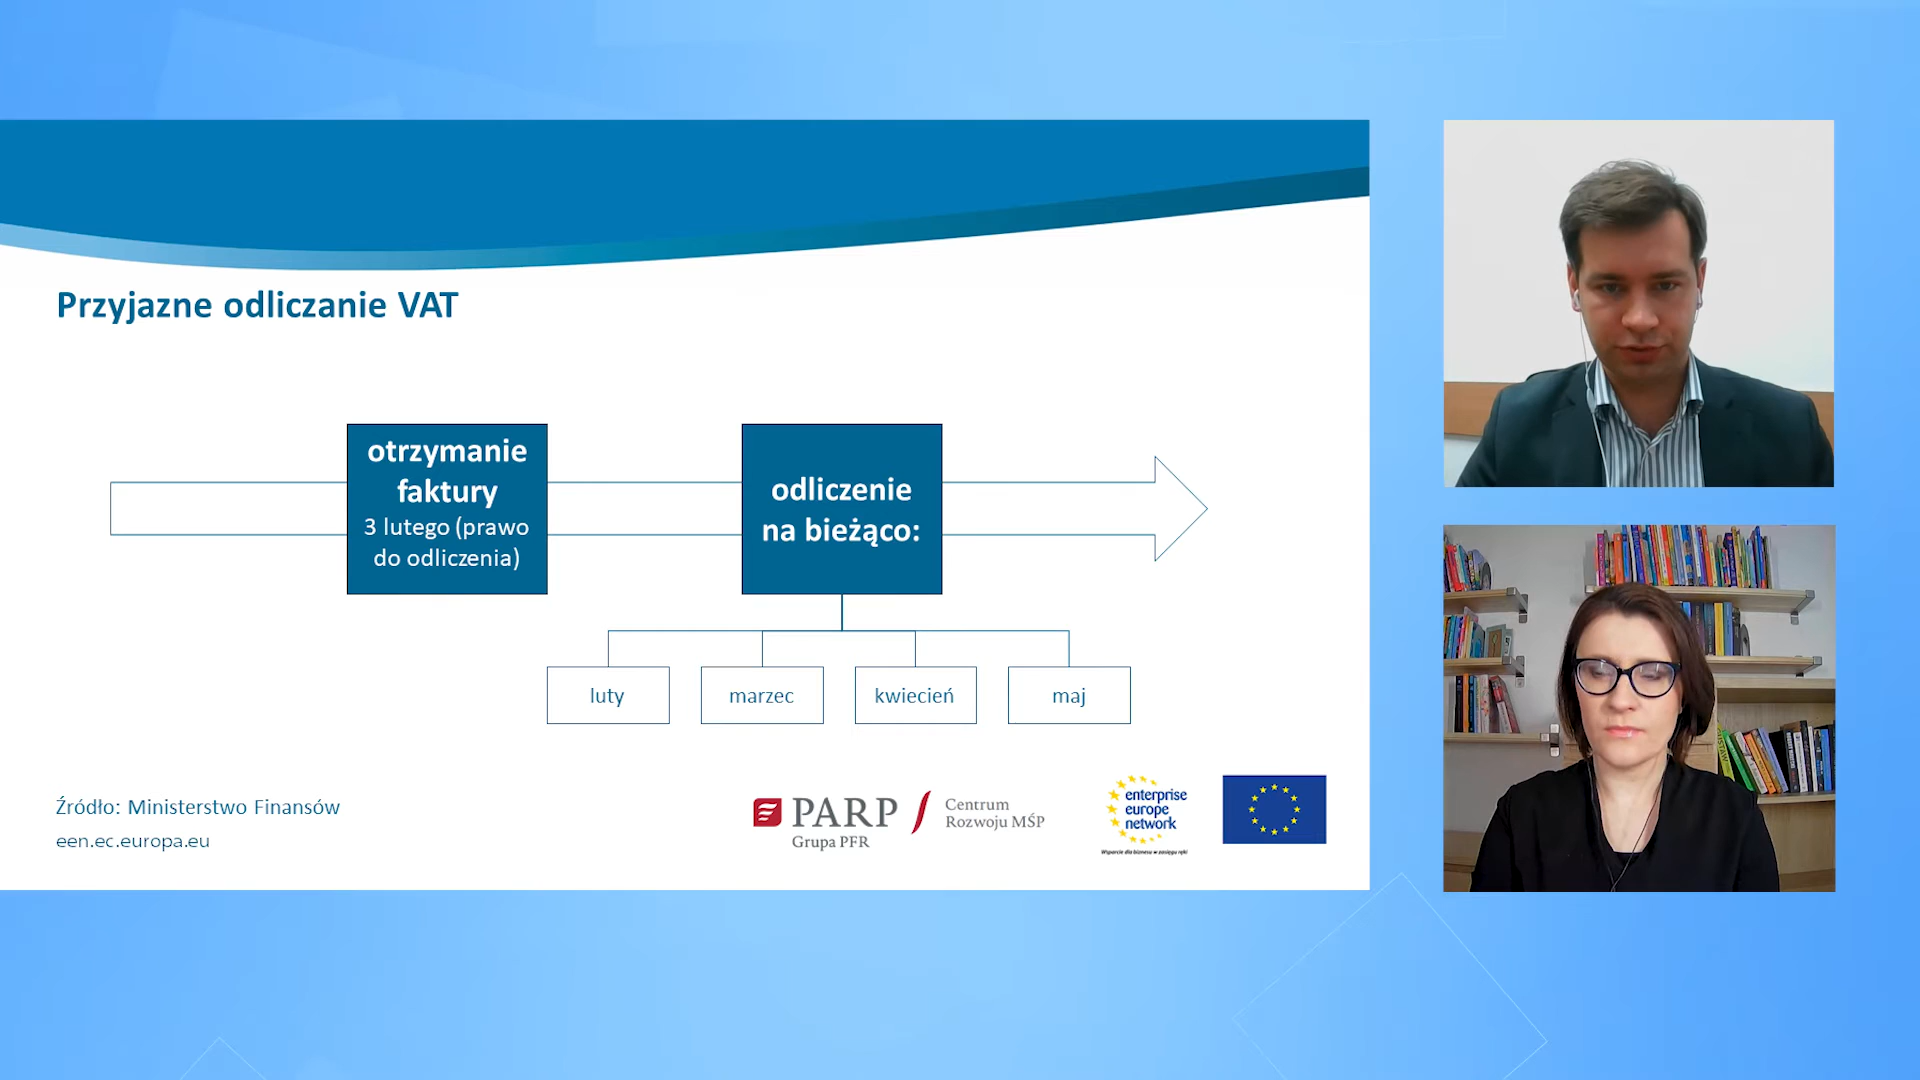 Przyjazne odliczanie VAT
otrzymanie
faktury
3 lutego (prawo
do odliczenia)
odliczenie
na bieżąco:
luty
marzec
kwiecień
maj
Źródło: Ministerstwo Finansów
een.ec.europa.eu
PARP
Grupa PFR
Centrum
Rozwoju MŚP
enterprise
europe
network
Wsparcie dla biznesu w zasięgu ręki